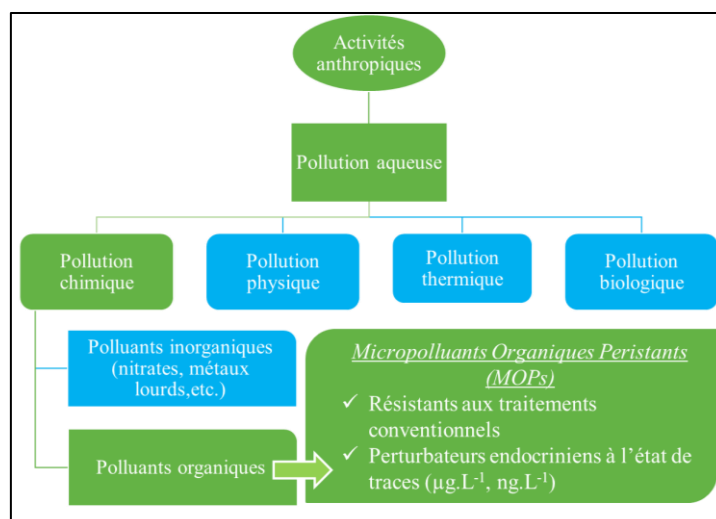 Activités
anthropiques
Pollution aqueuse
Pollution
chimique
Pollution
physique
Pollution
thermique
Pollution
biologique
Polluants inorganiques
(nitrates, métaux
lourds,etc.)
Polluants organiques
Micropolluants Organiques Peristants
(MOPs)
✓ Résistants aux traitements
conventionnels
✓ Perturbateurs endocriniens à l’état de
traces (µg.L⁻¹, ng.L⁻¹)